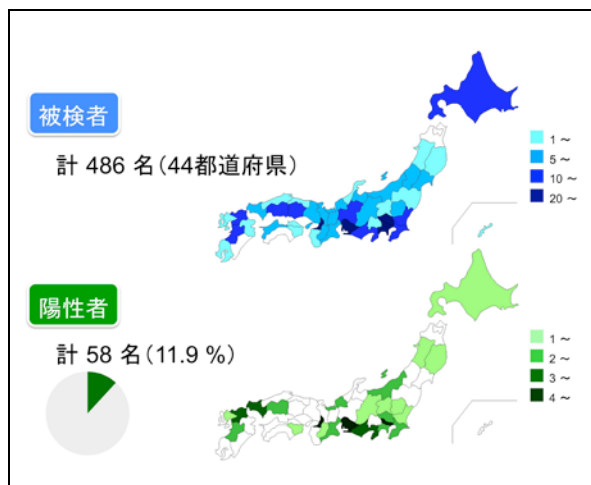 被検者
計 486 名(44都道府県)
1 ～
5 ～
10 ～
20 ～
陽性者
計 58 名(11.9 %)
1 ～
2 ～
3 ～
4 ～